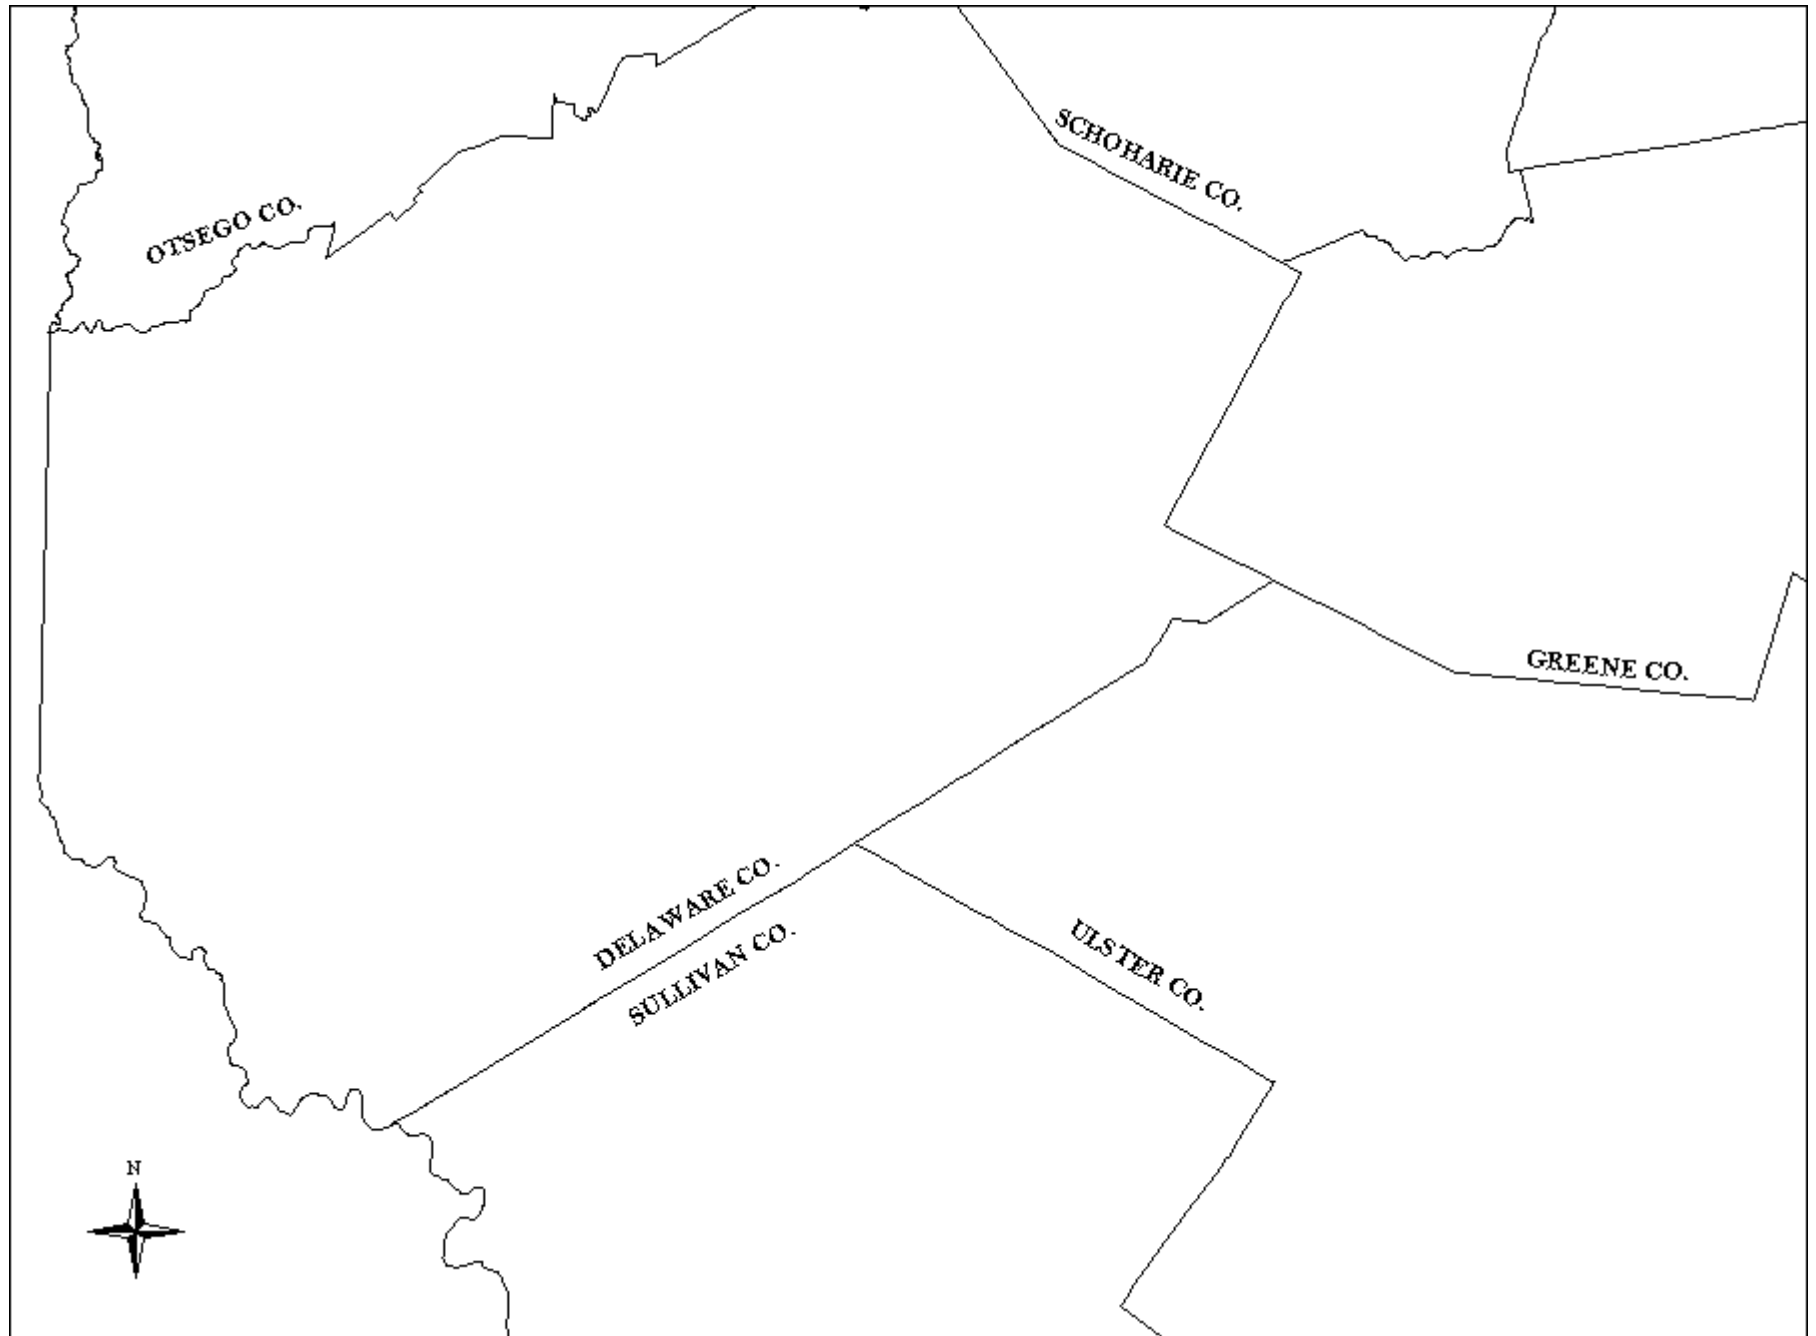 SCHOHARIE CO.
OTSEGO CO.
GREENE CO.
DELAWARE CO.
SULLIVAN CO.
ULSTER CO.
N